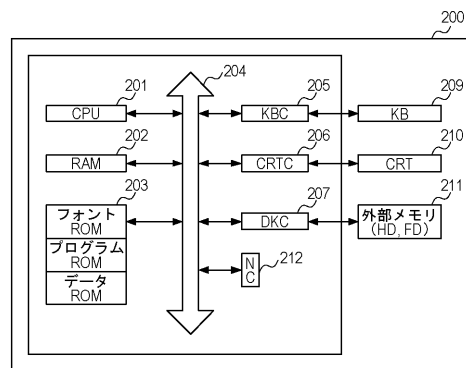 200
201
CPU
202
RAM
203
フォント
ROM
プログラム
ROM
データ
ROM
204
205
KBC
206
CRTC
207
DKC
NC
212
209
KB
210
CRT
211
外部メモリ
(HD, FD)